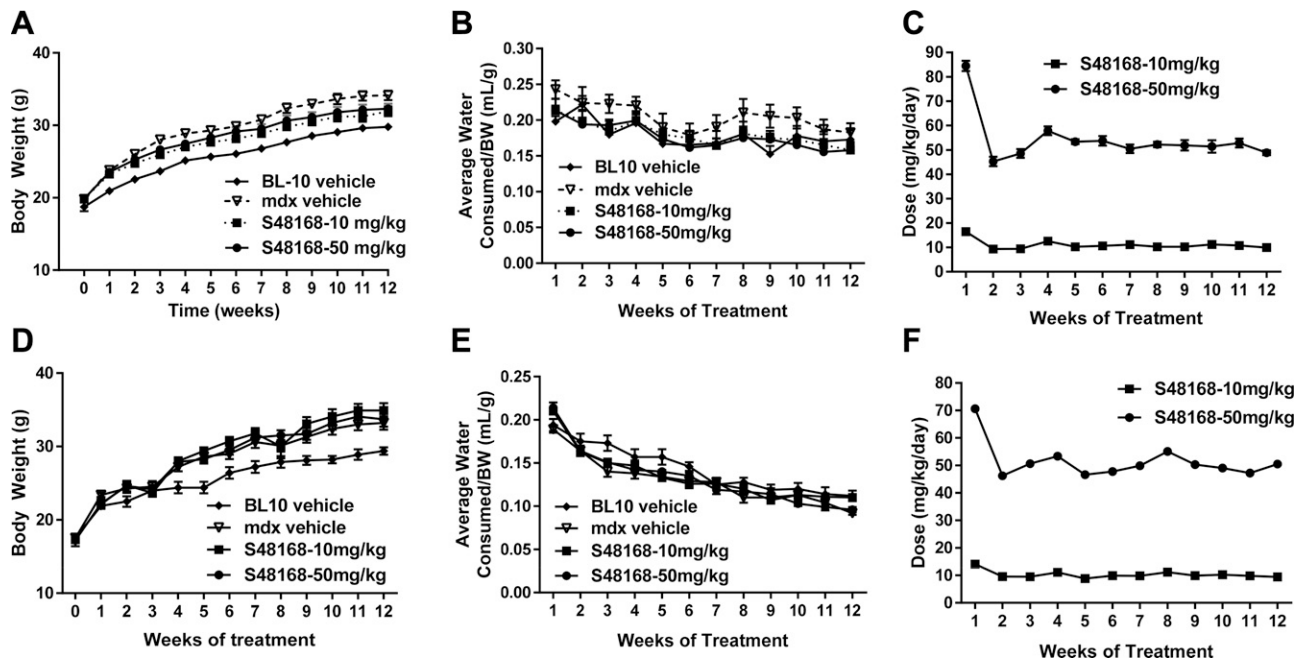 A
Body Weight (g)
40
30
20
10
BL-10 vehicle
mdx vehicle
S48168-10 mg/kg
S48168-50 mg/kg
0 1 2 3 4 5 6 7 8 9 10 11 12
Time (weeks)
B
Average Water
Consumed/BW (mL/g)
0.30
0.25
0.20
0.15
0.10
0.05
0.00
BL10 vehicle
mdx vehicle
S48168-10mg/kg
S48168-50mg/kg
1 2 3 4 5 6 7 8 9 10 11 12
Weeks of Treatment
C
Dose (mg/kg/day)
90
80
70
60
50
40
30
20
10
0
S48168-10mg/kg
S48168-50mg/kg
1 2 3 4 5 6 7 8 9 10 11 12
Weeks of Treatment
D
Body Weight (g)
40
30
20
10
BL10 vehicle
mdx vehicle
S48168-10mg/kg
S48168-50mg/kg
0 1 2 3 4 5 6 7 8 9 10 11 12
Weeks of treatment
E
Average Water
Consumed/BW (mL/g)
0.25
0.20
0.15
0.10
0.05
0.00
BL10 vehicle
mdx vehicle
S48168-10mg/kg
S48168-50mg/kg
1 2 3 4 5 6 7 8 9 10 11 12
Weeks of Treatment
F
Dose (mg/kg/day)
80
70
60
50
40
30
20
10
0
S48168-10mg/kg
S48168-50mg/kg
1 2 3 4 5 6 7 8 9 10 11 12
Weeks of Treatment